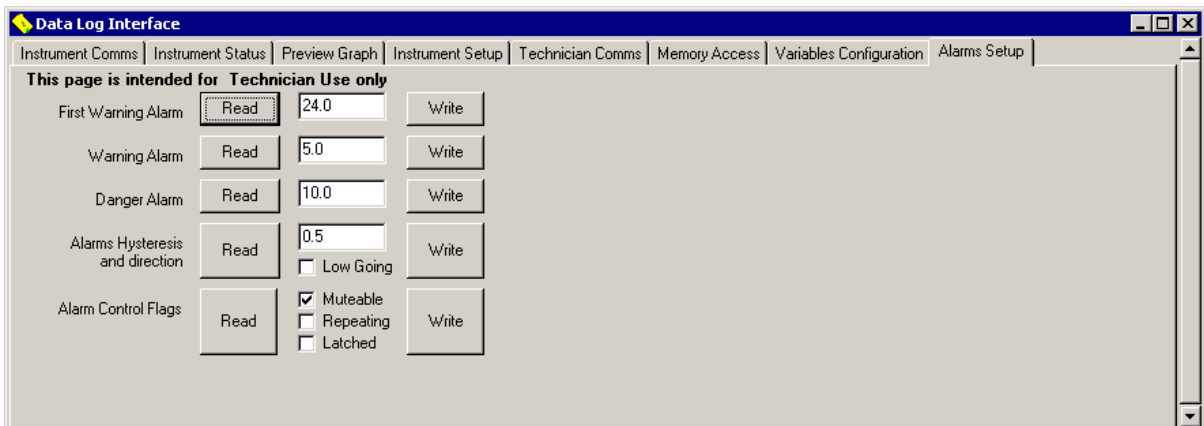 Data Log Interface
Instrument Comms Instrument Status Preview Graph Instrument Setup Technician Comms Memory Access Variables Configuration Alarms Setup
This page is intended for Technician Use only
First Warning Alarm Read 24.0 Write
Warning Alarm Read 5.0 Write
Danger Alarm Read 10.0 Write
Alarms Hysteresis
and direction
Read
0.5
Low Going
Write
Alarm Control Flags
Read
Muteable
Repeating
Latched
Write